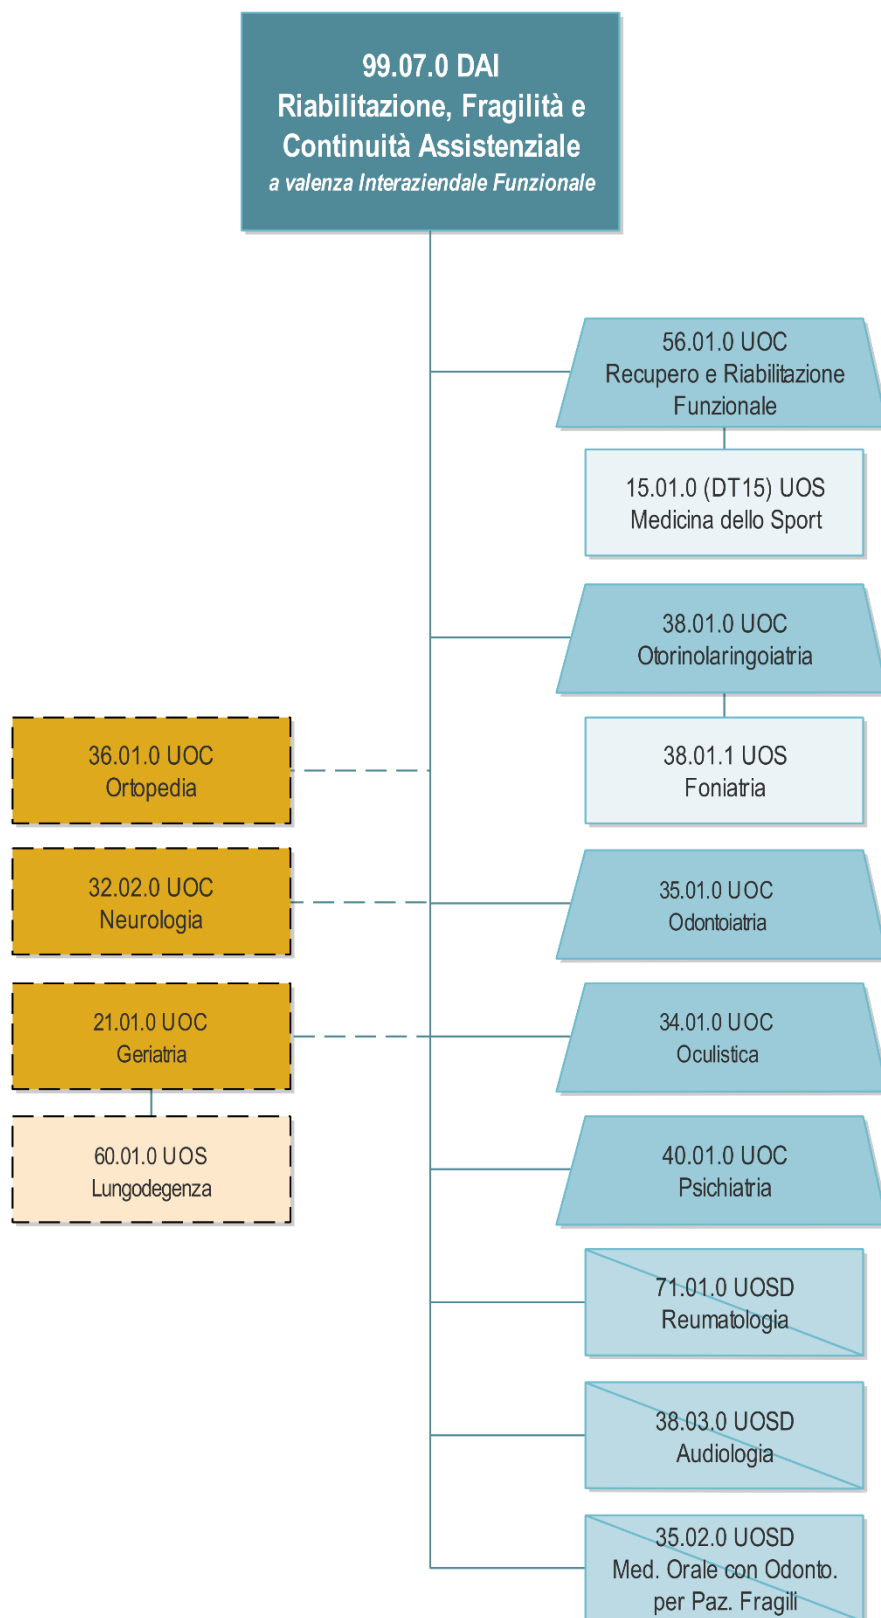 99.07.0 DAI
Riabilitazione, Fragilità e
Continuità Assistenziale
a valenza Interaziendale Funzionale
56.01.0 UOC
Recupero e Riabilitazione
Funzionale
15.01.0 (DT15) UOS
Medicina dello Sport
38.01.0 UOC
Otorinolaringoiatria
36.01.0 UOC
Ortopedia
38.01.1 UOS
Foniatria
32.02.0 UOC
Neurologia
35.01.0 UOC
Odontoiatria
21.01.0 UOC
Geriatria
34.01.0 UOC
Oculistica
60.01.0 UOS
Lungodegenza
40.01.0 UOC
Psichiatria
71.01.0 UOSD
Reumatologia
38.03.0 UOSD
Audiologia
35.02.0 UOSD
Med. Orale con Odonto.
per Paz. Fragili